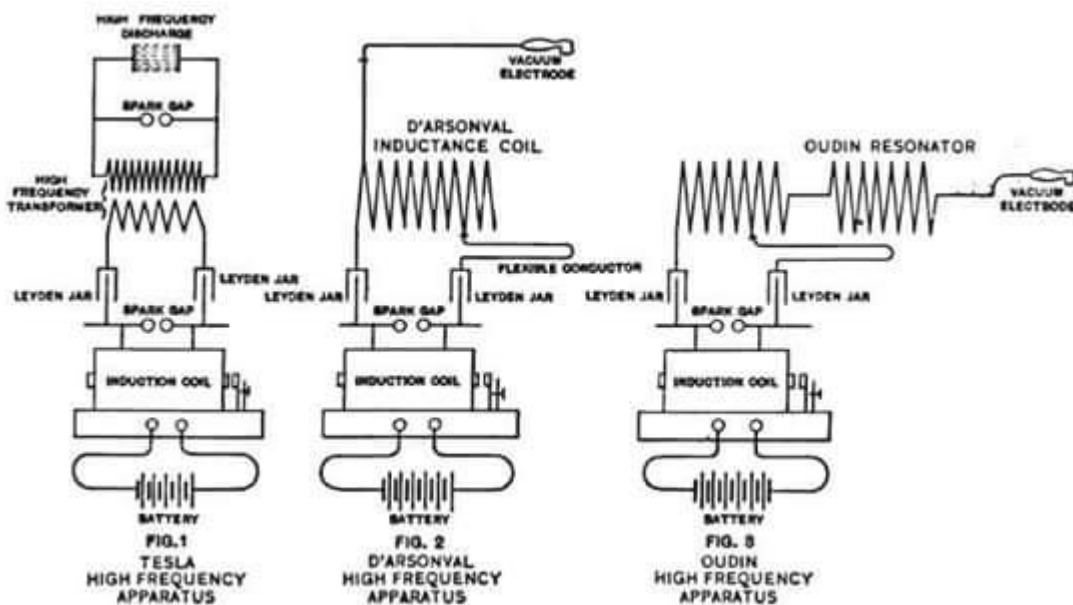 HIGH FREQUENCY
DISCHARGE
SPARK GAP
HIGH
FREQUENCY
TRANSFORMER
LEYDEN JAR
LEYDEN JAR
SPARK
GAP
INDUCTION COIL
BATTERY
FIG.1
TESLA
HIGH FREQUENCY
APPARATUS
VACUUM
ELECTRODE
D'ARSONVAL
INDUCTANCE COIL
FLEXIBLE CONDUCTOR
LEYDEN JAR
LEYDEN JAR
SPARK
GAP
INDUCTION COIL
BATTERY
FIG. 2
D'ARSONVAL
HIGH FREQUENCY
APPARATUS
OUDIN RESONATOR
VACUUM
ELECTRODE
LEYDEN JAR
LEYDEN JAR
SPARK GAP
INDUCTION COIL
BATTERY
FIG. 3
OUDIN
HIGH FREQUENCY
APPARATUS